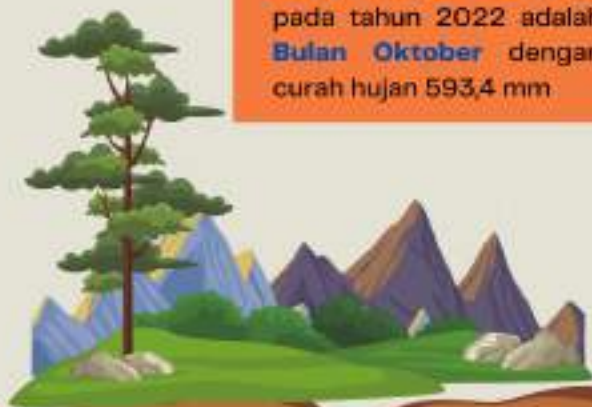 pada tahun 2022 adalah
Bulan Oktober dengan
curah hujan 593,4 mm